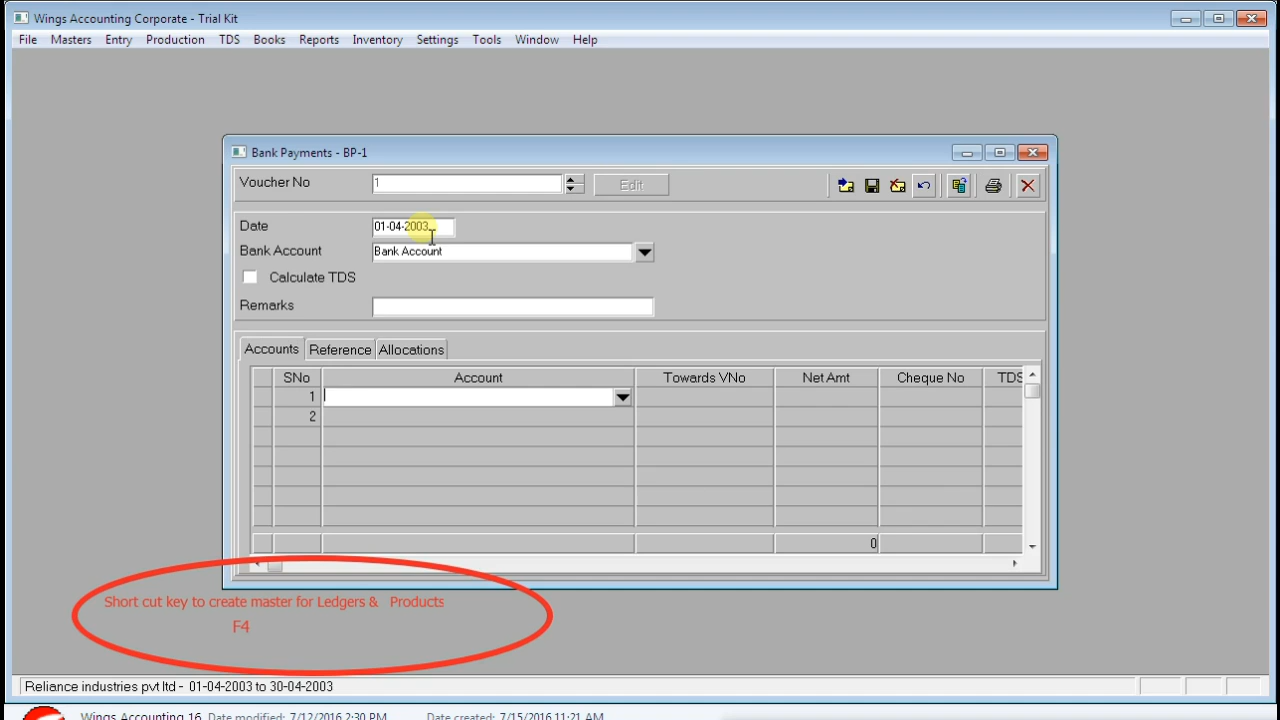 Wings Accounting Corporate - Trial Kit
File Masters Entry Production TDS Books Reports Inventory Settings Tools Window Help
Bank Payments - BP-1
Voucher No 1 Edit
Date 01-04-2003
Bank Account Bank Account
Calculate TDS
Remarks
Accounts Reference Allocations
SNo Account Towards VNo Net Amt Cheque No TDS
1
2
0
Short cut key to create master for Ledgers & Products
F4
Reliance industries pvt ltd - 01-04-2003 to 30-04-2003
Wings Accounting 16 Date modified: 7/12/2016 2:30 PM Date created: 7/15/2016 11:21 AM